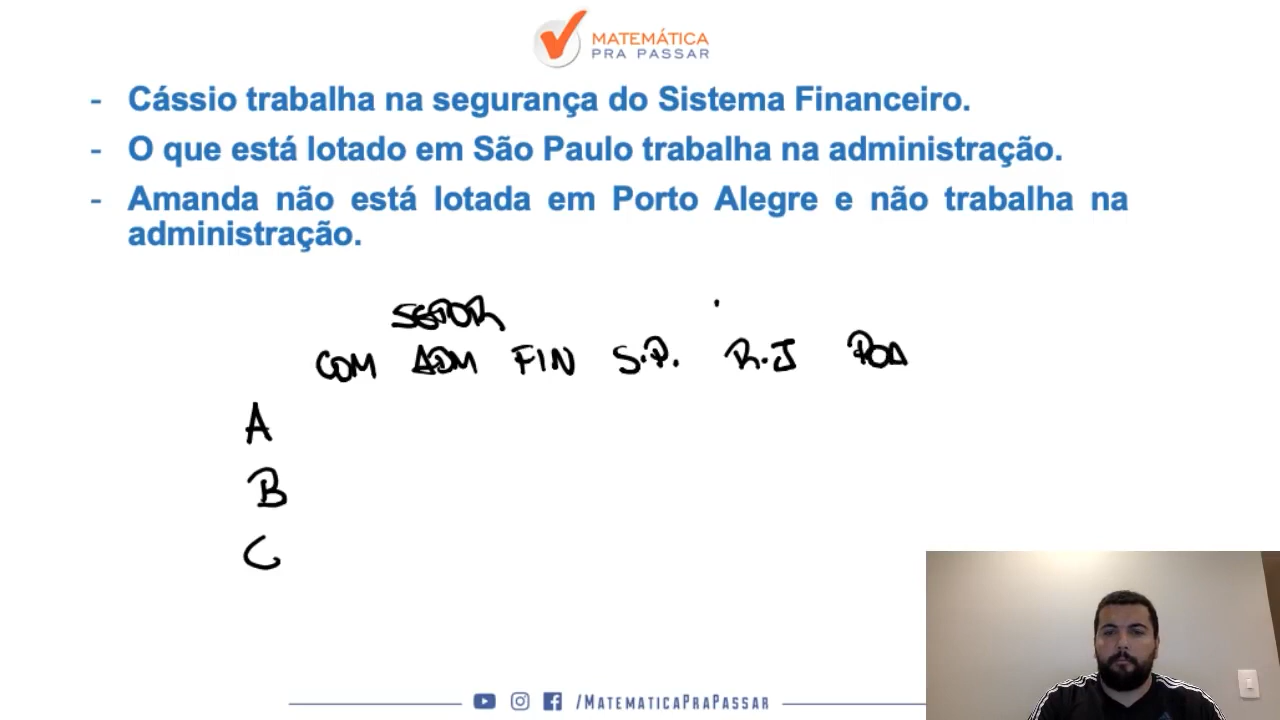 MATEMÁTICA
PRA PASSAR
- Cássio trabalha na segurança do Sistema Financeiro.
- O que está lotado em São Paulo trabalha na administração.
- Amanda não está lotada em Porto Alegre e não trabalha na
administração.
SETOR
COM ADM FIN S.P. R.J POA
A
B
C
/MATEMATICAPRAPASSAR